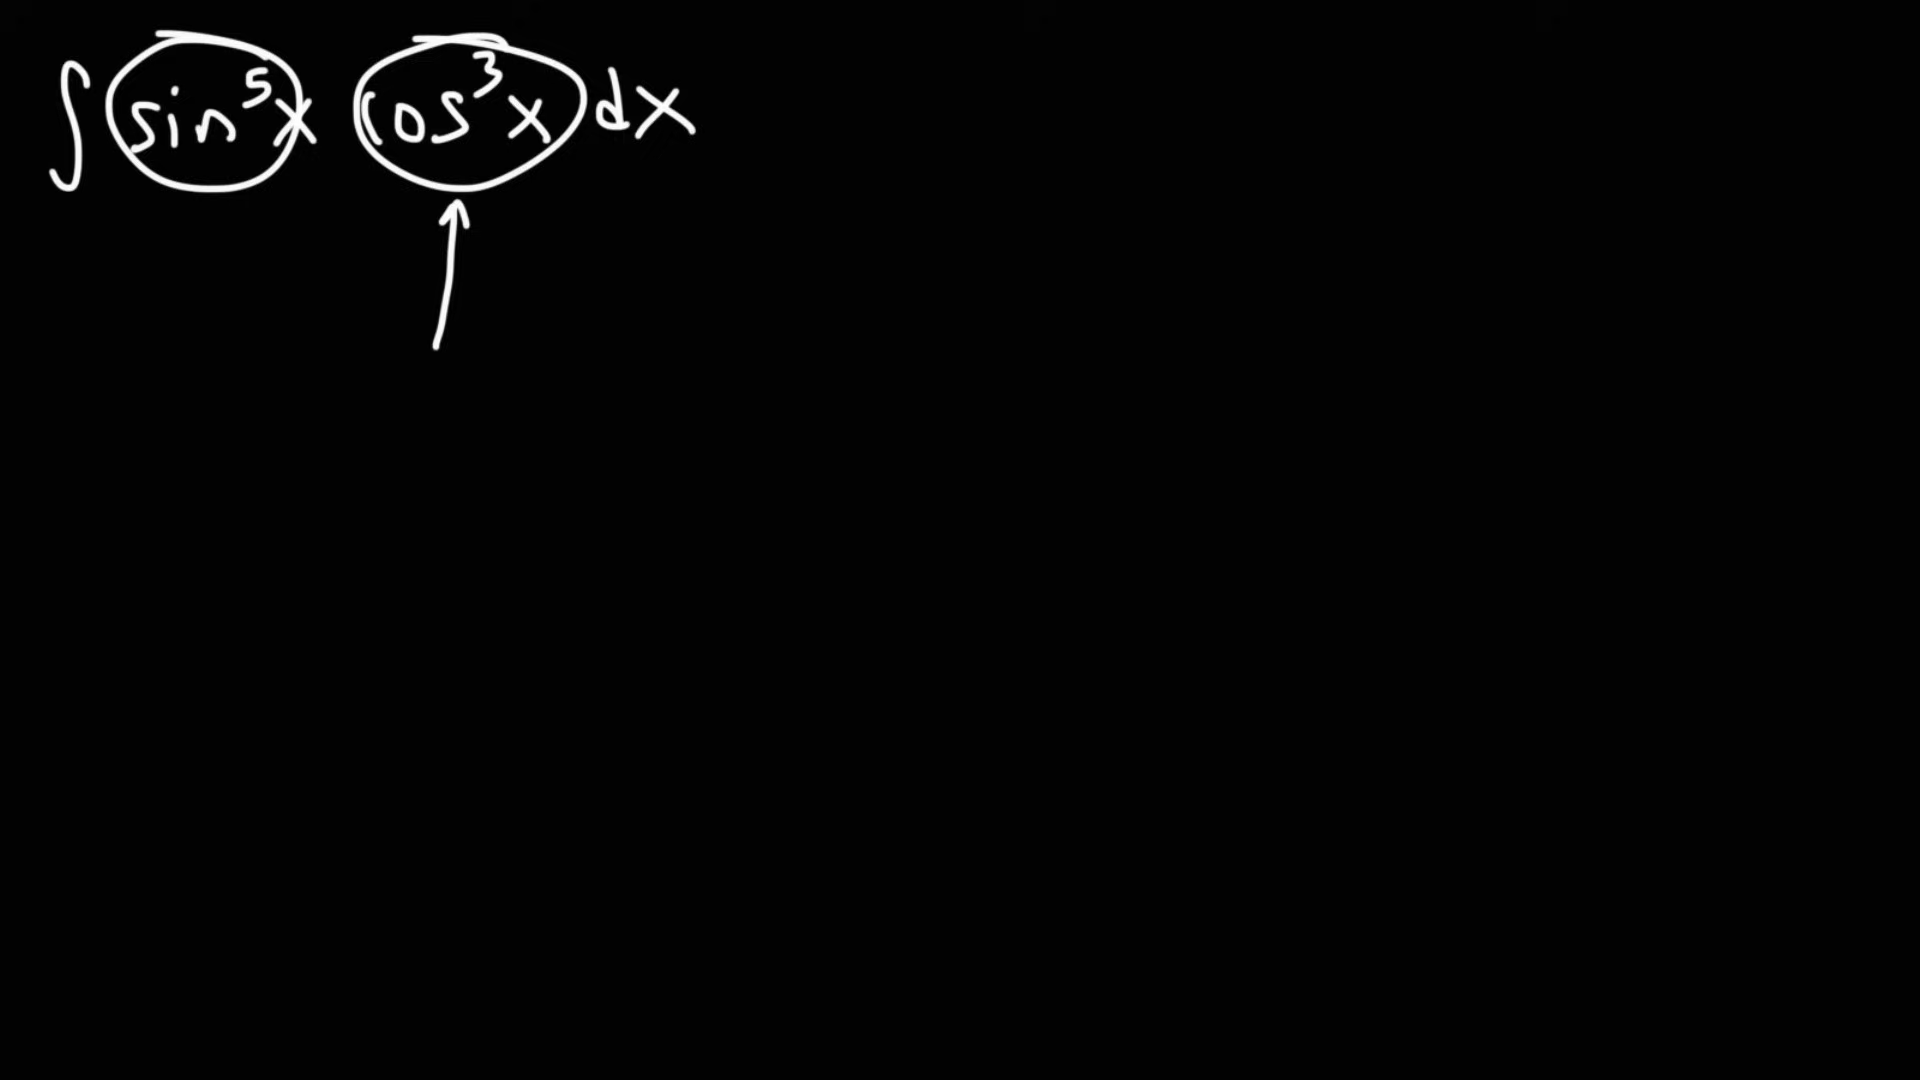 ∫ sin⁵x cos³x dx